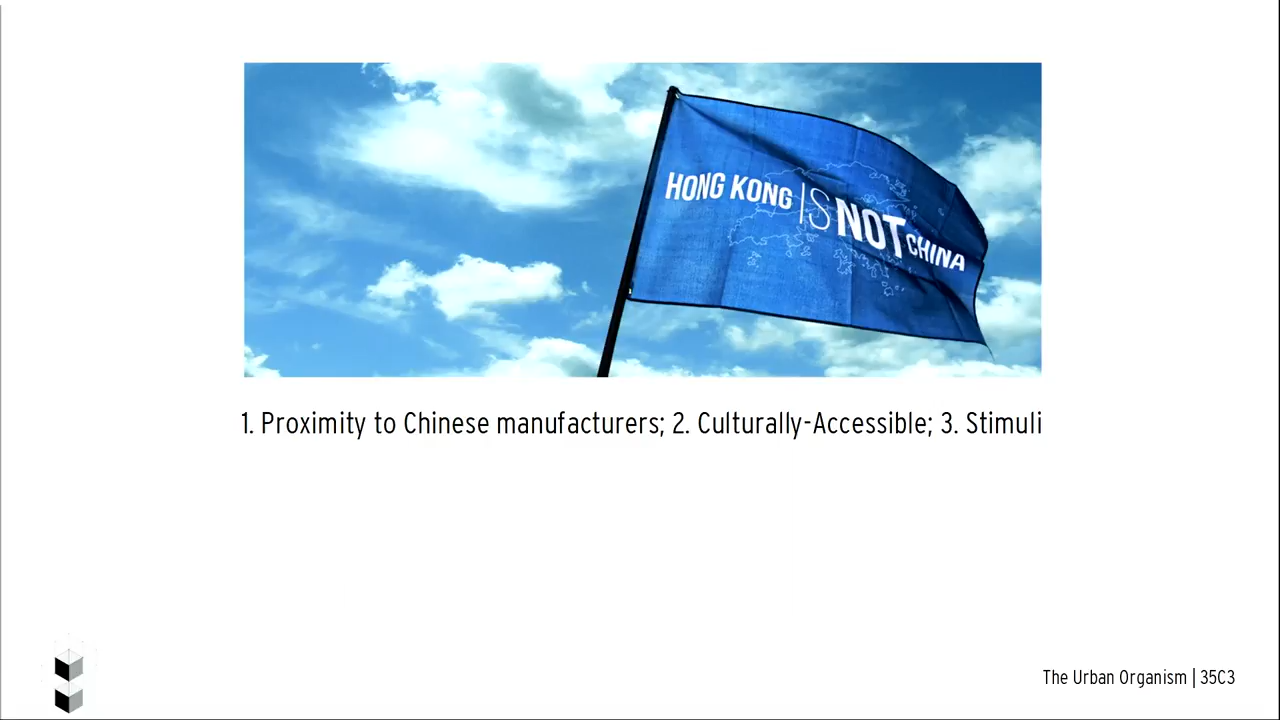 HONG KONG IS NOT CHINA
1. Proximity to Chinese manufacturers; 2. Culturally-Accessible; 3. Stimuli
The Urban Organism | 35C3